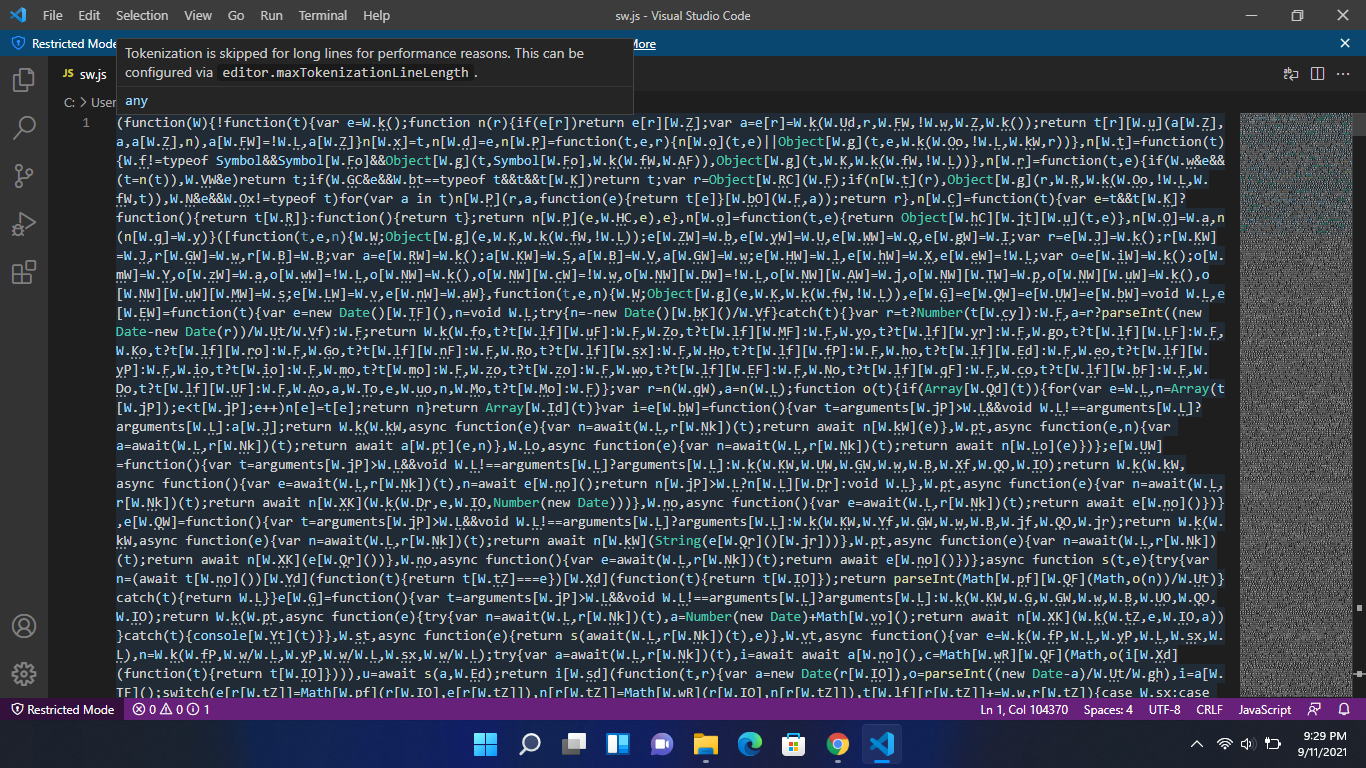 File Edit Selection View Go Run Terminal Help
sw.js - Visual Studio Code
Restricted Mode
More
Tokenization is skipped for long lines for performance reasons. This can be
configured via editor.maxTokenizationLineLength.
any
JS sw.js
C: > User
1
(function(W){!function(t){var e=W.k();function n(r){if(e[r])return e[r][W.Z];var a=e[r]=W.k(W.Ud,r,W.FW,!W.w,W.Z,W.k());return t[r][W.u](a[W.Z],
a,a[W.Z],n),a[W.FW]=!W.L,a[W.Z]}n[W.x]=t,n[W.d]=e,n[W.P]=function(t,e,r){n[W.o](t,e)||Object[W.g](t,e,W.k(W.Oo,!W.L,W.kW,r))},n[W.t]=function(t)
{W.f!=typeof Symbol&&Symbol[W.Fo]&&Object[W.g](t,Symbol[W.Fo],W.k(W.fW,W.AF)),Object[W.g](t,W.K,W.k(W.fW,!W.L))},n[W.r]=function(t,e){if(W.w&e&&
(t=n(t)),W.VW&e)return t;if(W.GC&e&&W.bt==typeof t&&t&&t[W.K])return t;var r=Object[W.RC](W.F);if(n[W.t](r),Object[W.g](r,W.R,W.k(W.Oo,!W.L,W.
fW,t)),W.N&e&&W.Ox!=typeof t)for(var a in t)n[W.P](r,a,function(e){return t[e]}[W.bO](W.F,a));return r},n[W.C]=function(t){var e=t&&t[W.K]?
function(){return t[W.R]}:function(){return t};return n[W.P](e,W.HC,e),e},n[W.o]=function(t,e){return Object[W.hC][W.jt][W.u](t,e)},n[W.O]=W.a,n
(n[W.q]=W.y)}([function(t,e,n){W.W;Object[W.g](e,W.K,W.k(W.fW,!W.L));e[W.ZW]=W.b,e[W.yW]=W.U,e[W.WW]=W.Q,e[W.gW]=W.I;var r=e[W.J]=W.k();r[W.KW]
=W.J,r[W.GW]=W.w,r[W.B]=W.B;var a=e[W.RW]=W.k();a[W.KW]=W.S,a[W.B]=W.V,a[W.GW]=W.w;e[W.HW]=W.l,e[W.hW]=W.X,e[W.eW]=!W.L;var o=e[W.iW]=W.k();o[W.
mW]=W.Y,o[W.zW]=W.a,o[W.wW]=!W.L,o[W.NW]=W.k(),o[W.NW][W.cW]=!W.w,o[W.NW][W.DW]=!W.L,o[W.NW][W.AW]=W.j,o[W.NW][W.TW]=W.p,o[W.NW][W.uW]=W.k(),o
[W.NW][W.uW][W.MW]=W.s;e[W.LW]=W.v,e[W.nW]=W.aW},function(t,e,n){W.W;Object[W.g](e,W.K,W.k(W.fW,!W.L)),e[W.G]=e[W.QW]=e[W.UW]=e[W.bW]=void W.L,e
[W.EW]=function(t){var e=new Date()[W.TF](),n=void W.L;try{n=-new Date()[W.bK]()/W.Yf}catch(t){}var r=t?Number(t[W.cy]):W.F,a=r?parseInt((new
Date-new Date(r))/W.Ut/W.Vf):W.F;return W.k(W.fo,t?t[W.lf][W.uF]:W.F,W.Zo,t?t[W.lf][W.MF]:W.F,W.yo,t?t[W.lf][W.yr]:W.F,W.go,t?t[W.lf][W.LF]:W.F,
W.Ko,t?t[W.lf][W.ro]:W.F,W.Go,t?t[W.lf][W.nF]:W.F,W.Ro,t?t[W.lf][W.sx]:W.F,W.Ho,t?t[W.lf][W.fP]:W.F,W.ho,t?t[W.lf][W.Ed]:W.F,W.eo,t?t[W.lf][W.
yP]:W.F,W.io,t?t[W.io]:W.F,W.mo,t?t[W.mo]:W.F,W.zo,t?t[W.zo]:W.F,W.wo,t?t[W.lf][W.EF]:W.F,W.No,t?t[W.lf][W.qF]:W.F,W.co,t?t[W.lf][W.bF]:W.F,W.
Do,t?t[W.lf][W.UF]:W.F,W.Ao,a,W.To,e,W.uo,n,W.Mo,t?t[W.Mo]:W.F)};var r=n(W.qW),a=n(W.L);function o(t){if(Array[W.Qd](t)){for(var e=W.L,n=Array(t
[W.jP]);e<t[W.jP];e++)n[e]=t[e];return n}return Array[W.Id](t)}var i=e[W.bW]=function(){var t=arguments[W.jP]>W.L&&void W.L!==arguments[W.L]?
arguments[W.L]:a[W.J];return W.k(W.kW,async function(e){var n=await(W.L,r[W.Nk])(t);return await n[W.kW](e)},W.pt,async function(e,n){var
a=await(W.L,r[W.Nk])(t);return await a[W.pt](e,n)},W.Lo,async function(e){var n=await(W.L,r[W.Nk])(t);return await n[W.Lo](e)})};e[W.UW]
=function(){var t=arguments[W.jP]>W.L&&void W.L!==arguments[W.L]?arguments[W.L]:W.k(W.KW,W.UW,W.GW,W.w,W.B,W.Xf,W.QO,W.IO);return W.k(W.kW,
async function(){var e=await(W.L,r[W.Nk])(t),n=await e[W.no]();return n[W.jP]>W.L?n[W.L][W.Dr]:void W.L},W.pt,async function(e){var n=await(W.L,
r[W.Nk])(t);return await n[W.XK](W.k(W.Dr,e,W.IO,Number(new Date)))},W.no,async function(){var e=await(W.L,r[W.Nk])(t);return await e[W.no]()})}
,e[W.QW]=function(){var t=arguments[W.jP]>W.L&&void W.L!==arguments[W.L]?arguments[W.L]:W.k(W.KW,W.Yf,W.GW,W.w,W.B,W.jf,W.QO,W.jr);return W.k(W.
kW,async function(e){var n=await(W.L,r[W.Nk])(t);return await n[W.kW](String(e[W.Qr]()[W.jr]))},W.pt,async function(e){var n=await(W.L,r[W.Nk])
(t);return await n[W.XK](e[W.Qr]())},W.no,async function(){var e=await(W.L,r[W.Nk])(t);return await e[W.no]()})};async function s(t,e){try{var
n=(await t[W.no]())[W.Yd](function(t){return t[W.tZ]===e})[W.Xd](function(t){return t[W.IO]});return parseInt(Math[W.pf][W.QF](Math,o(n))/W.Ut)}
catch(t){return W.L}}e[W.G]=function(){var t=arguments[W.jP]>W.L&&void W.L!==arguments[W.L]?arguments[W.L]:W.k(W.KW,W.G,W.GW,W.w,W.B,W.UO,W.QO,
W.IO);return W.k(W.pt,async function(e){try{var n=await(W.L,r[W.Nk])(t),a=Number(new Date)+Math[W.vo]();return await n[W.XK](W.k(W.tZ,e,W.IO,a))
}catch(t){console[W.Yt](t)}},W.st,async function(e){return s(await(W.L,r[W.Nk])(t),e)},W.vt,async function(){var e=W.k(W.fP,W.L,W.yP,W.L,W.sx,W.
L),n=W.k(W.fP,W.w/W.L,W.yP,W.w/W.L,W.sx,W.w/W.L);try{var a=await(W.L,r[W.Nk])(t),i=await await a[W.no](),c=Math[W.wR][W.QF](Math,o(i[W.Xd]
(function(t){return t[W.IO]}))),u=await s(a,W.Ed);return i[W.sd](function(t,r){var a=new Date(r[W.IO]),o=parseInt((new Date-a)/W.Ut/W.gh),i=a[W.
TF]();switch(e[r[W.tZ]]=Math[W.pf](r[W.IO],e[r[W.tZ]]),n[r[W.tZ]]=Math[W.wR](r[W.IO],n[r[W.tZ]]),t[W.lf][r[W.tZ]]+=W.w,r[W.tZ]){case W.sx:case
Restricted Mode 0 0 1 Ln 1, Col 104370 Spaces: 4 UTF-8 CRLF JavaScript
9:29 PM
9/11/2021